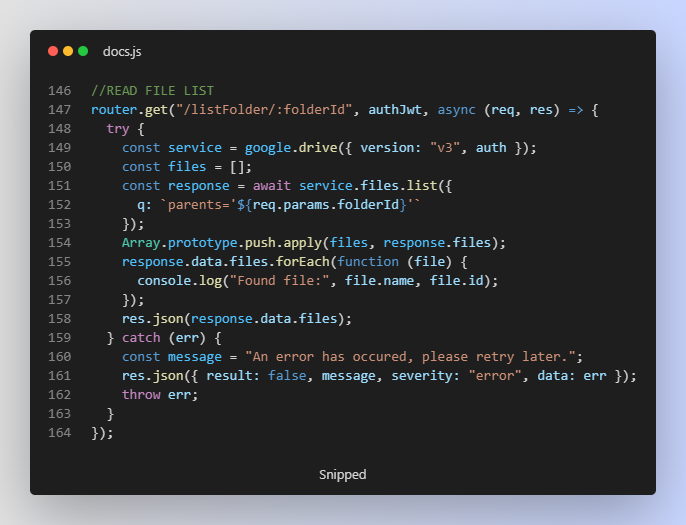 docs.js
146 //READ FILE LIST
147 router.get("/listFolder/:folderId", authJwt, async (req, res) => {
148   try {
149     const service = google.drive({ version: "v3", auth });
150     const files = [];
151     const response = await service.files.list({
152       q: `parents='${req.params.folderId}'`
153     });
154     Array.prototype.push.apply(files, response.files);
155     response.data.files.forEach(function (file) {
156       console.log("Found file:", file.name, file.id);
157     });
158     res.json(response.data.files);
159   } catch (err) {
160     const message = "An error has occured, please retry later.";
161     res.json({ result: false, message, severity: "error", data: err });
162     throw err;
163   }
164 });
Snipped